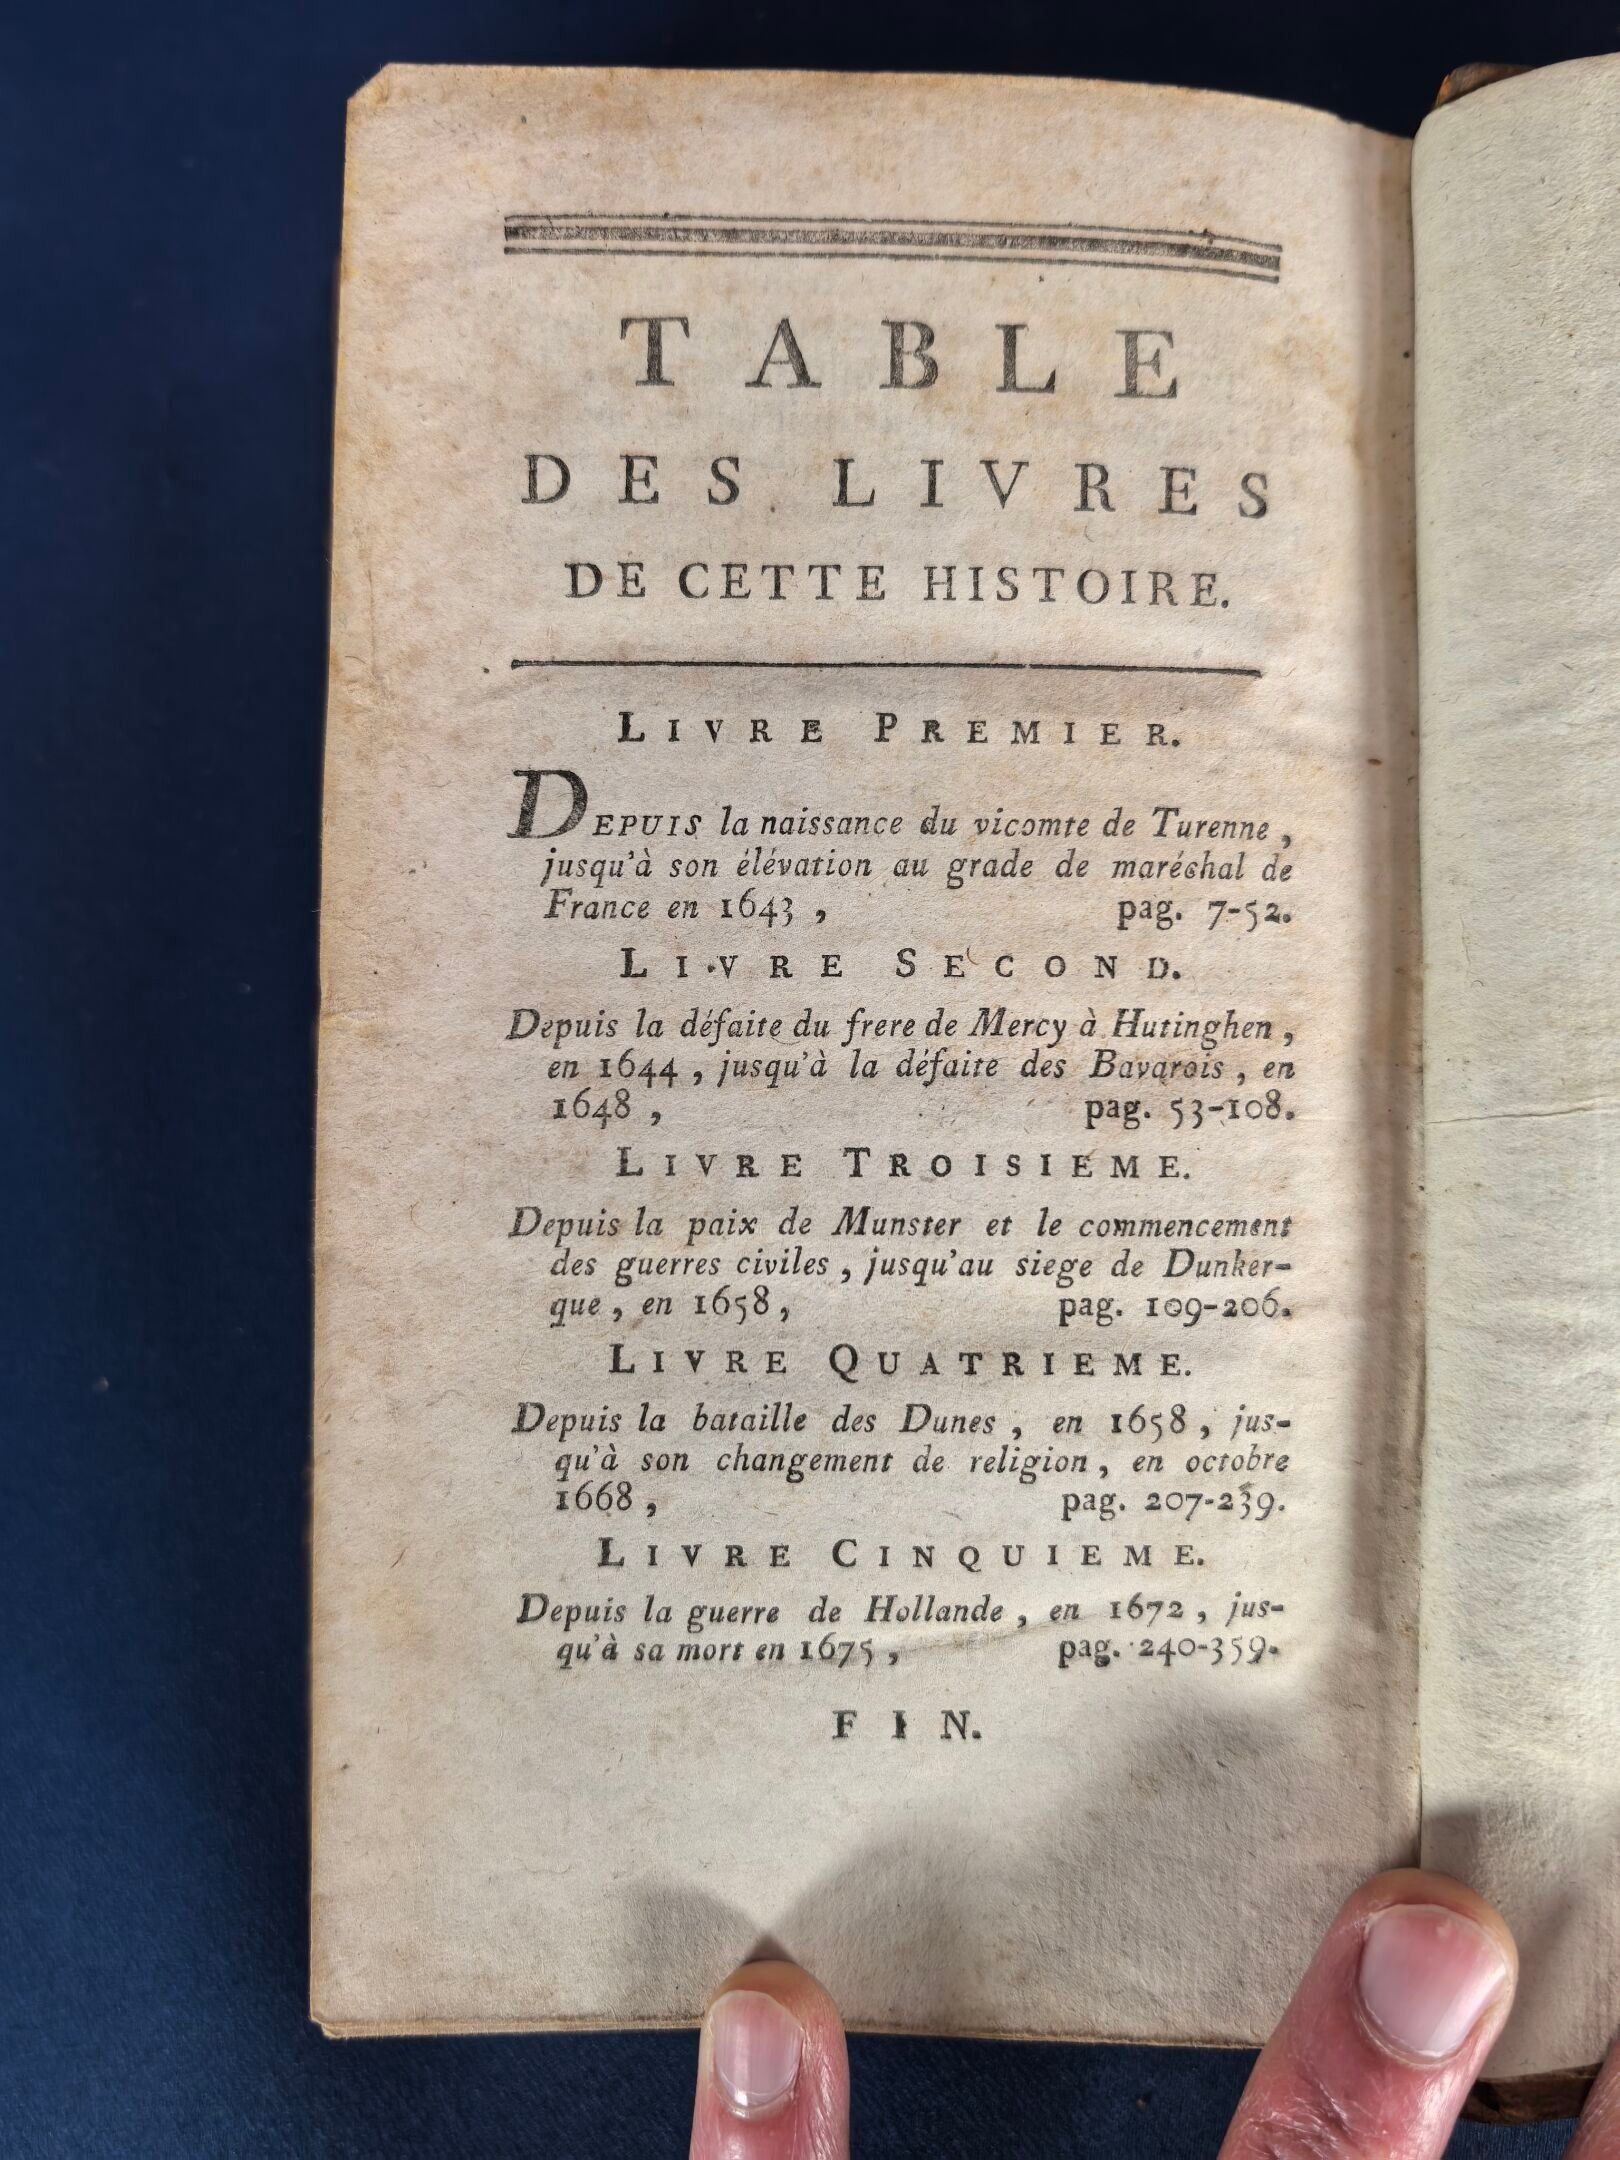 TABLE
DES LIVRES
DE CETTE HISTOIRE.
LIVRE PREMIER.
DEPUIS la naissance du vicomte de Turenne,
jusqu'à son élévation au grade de maréchal de
France en 1643, pag. 7-52.
LIVRE SECOND.
Depuis la défaite du frere de Mercy à Hutinghen,
en 1644, jusqu'à la défaite des Bavarois, en
1648, pag. 53-108.
LIVRE TROISIEME.
Depuis la paix de Munster et le commencement
des guerres civiles, jusqu'au siege de Dunker-
que, en 1658, pag. 109-206.
LIVRE QUATRIEME.
Depuis la bataille des Dunes, en 1658, jus-
qu'à son changement de religion, en octobre
1668, pag. 207-239.
LIVRE CINQUIEME.
Depuis la guerre de Hollande, en 1672, jus-
qu'à sa mort en 1675, pag. 240-359.
FIN.